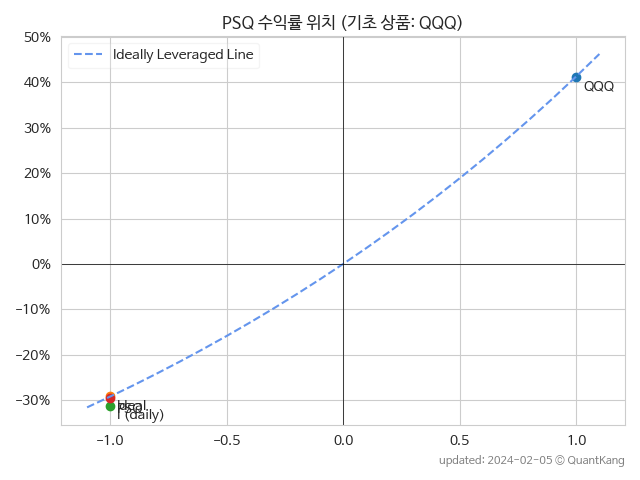 PSQ 수익률 위치 (기초 상품: QQQ)
Ideally Leveraged Line
50%
40%
30%
20%
10%
0%
−10%
−20%
−30%
QQQ
(daily)
−1.0
−0.5
0.0
0.5
1.0
updated: 2024-02-05 © QuantKang